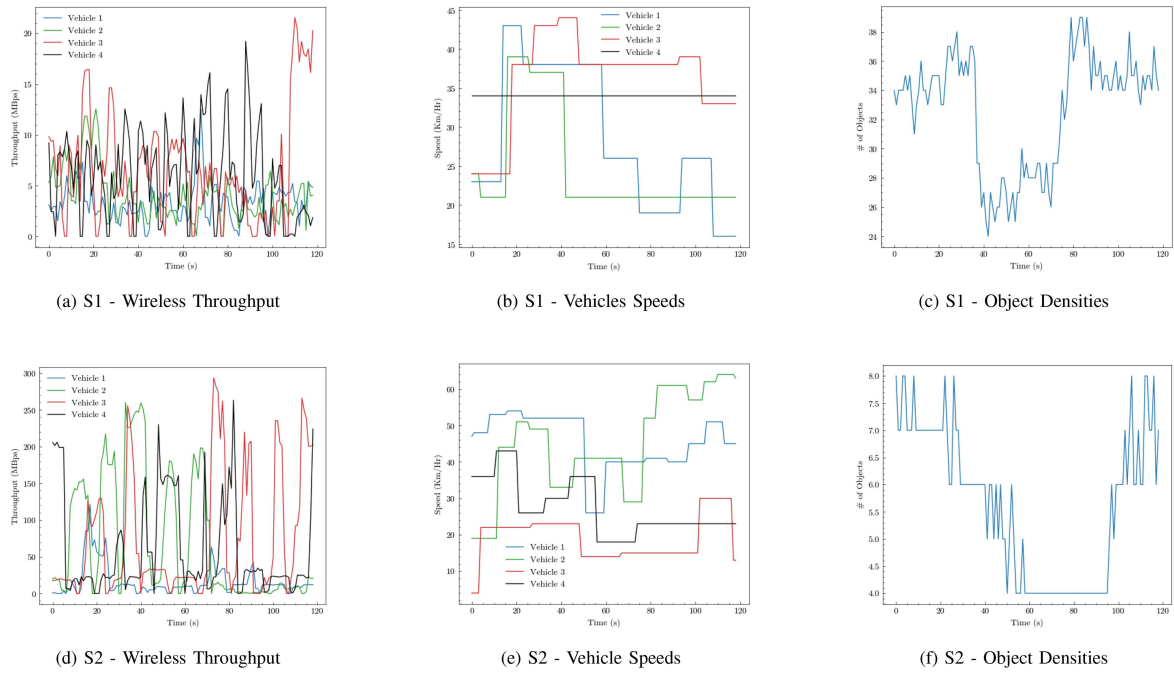 Vehicle 1
Vehicle 2
Vehicle 3
Vehicle 4
20
15
10
5
0
Throughput (MBps)
0 20 40 60 80 100 120
Time (s)
(a) S1 - Wireless Throughput
Vehicle 1
Vehicle 2
Vehicle 3
Vehicle 4
45
40
35
30
25
20
15
Speed (Km/Hr)
0 20 40 60 80 100 120
Time (s)
(b) S1 - Vehicles Speeds
38
36
34
32
30
28
26
24
# of Objects
0 20 40 60 80 100 120
Time (s)
(c) S1 - Object Densities
Vehicle 1
Vehicle 2
Vehicle 3
Vehicle 4
300
250
200
150
100
50
0
Throughput (MBps)
0 20 40 60 80 100 120
Time (s)
(d) S2 - Wireless Throughput
60
50
40
30
20
10
Speed (Km/Hr)
Vehicle 1
Vehicle 2
Vehicle 3
Vehicle 4
0 20 40 60 80 100 120
Time (s)
(e) S2 - Vehicle Speeds
8.0
7.5
7.0
6.5
6.0
5.5
5.0
4.5
4.0
# of Objects
0 20 40 60 80 100 120
Time (s)
(f) S2 - Object Densities